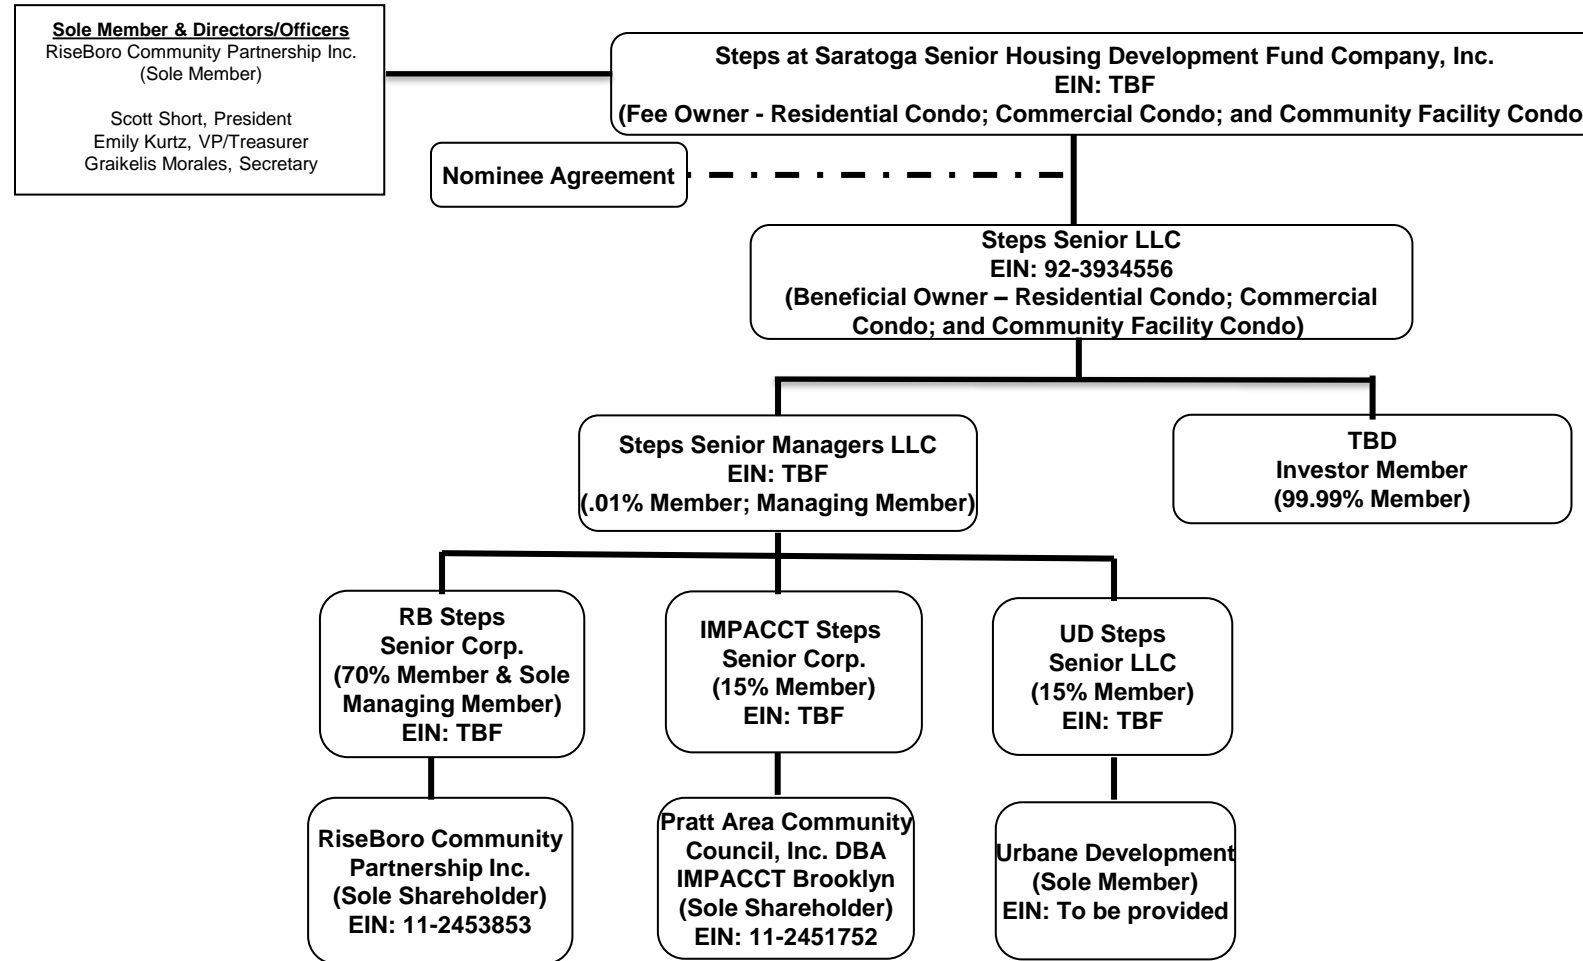 Sole Member & Directors/Officers
RiseBoro Community Partnership Inc.
(Sole Member)
Scott Short, President
Emily Kurtz, VP/Treasurer
Graikelis Morales, Secretary
Steps at Saratoga Senior Housing Development Fund Company, Inc.
EIN: TBF
(Fee Owner - Residential Condo; Commercial Condo; and Community Facility Condo
Nominee Agreement
Steps Senior LLC
EIN: 92-3934556
(Beneficial Owner – Residential Condo; Commercial
Condo; and Community Facility Condo)
Steps Senior Managers LLC
EIN: TBF
(.01% Member; Managing Member)
TBD
Investor Member
(99.99% Member)
RB Steps
Senior Corp.
(70% Member & Sole
Managing Member)
EIN: TBF
IMPACCT Steps
Senior Corp.
(15% Member)
EIN: TBF
UD Steps
Senior LLC
(15% Member)
EIN: TBF
RiseBoro Community
Partnership Inc.
(Sole Shareholder)
EIN: 11-2453853
Pratt Area Community
Council, Inc. DBA
IMPACCT Brooklyn
(Sole Shareholder)
EIN: 11-2451752
Urbane Development
(Sole Member)
EIN: To be provided